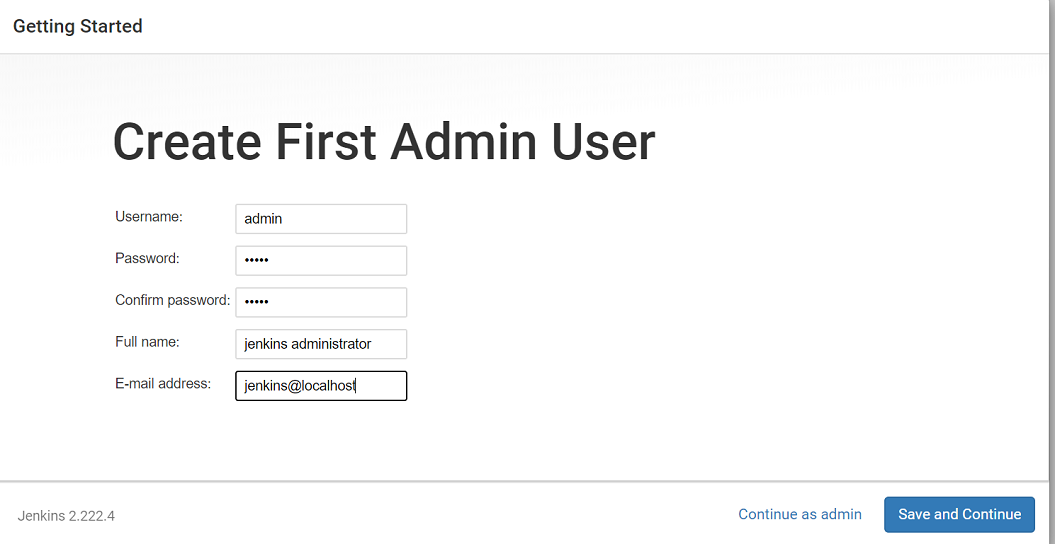 Getting Started
Create First Admin User
Username: admin
Password: •••••
Confirm password: •••••
Full name: jenkins administrator
E-mail address: jenkins@localhost
Jenkins 2.222.4 Continue as admin Save and Continue